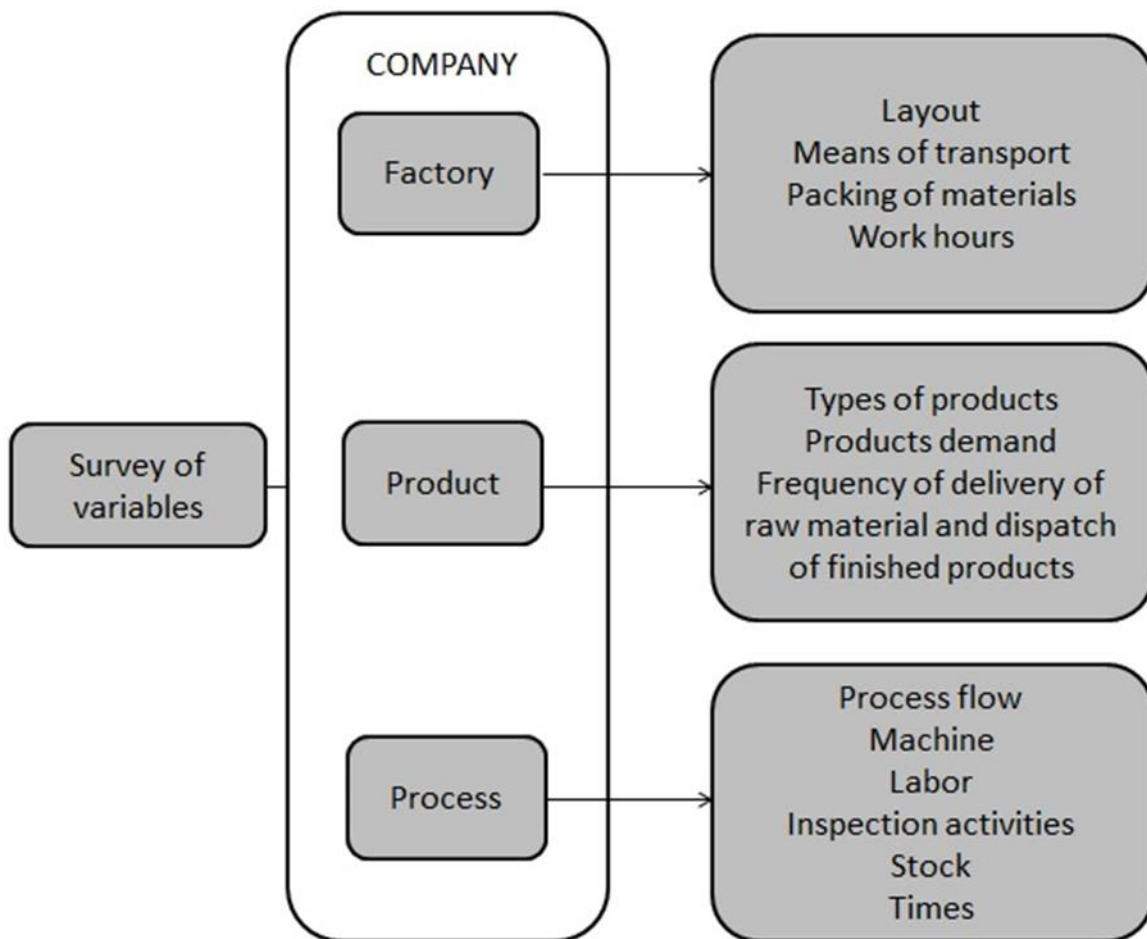 COMPANY
Factory
Layout
Means of transport
Packing of materials
Work hours
Survey of
variables
Product
Types of products
Products demand
Frequency of delivery of
raw material and dispatch
of finished products
Process
Process flow
Machine
Labor
Inspection activities
Stock
Times